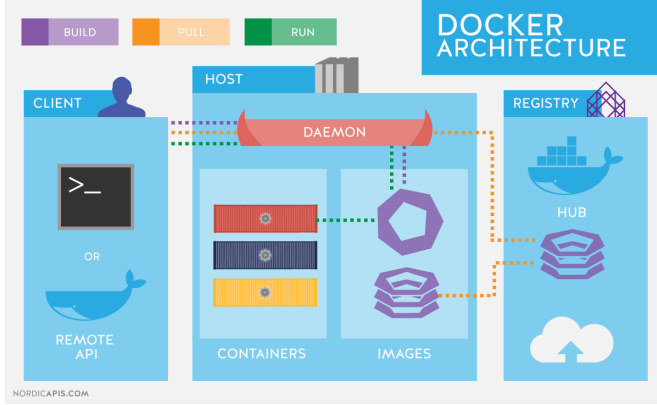 BUILD
PULL
RUN
DOCKER
ARCHITECTURE
HOST
CLIENT
REGISTRY
DAEMON
>_
HUB
OR
REMOTE
API
CONTAINERS
IMAGES
NORDICAPIS.COM